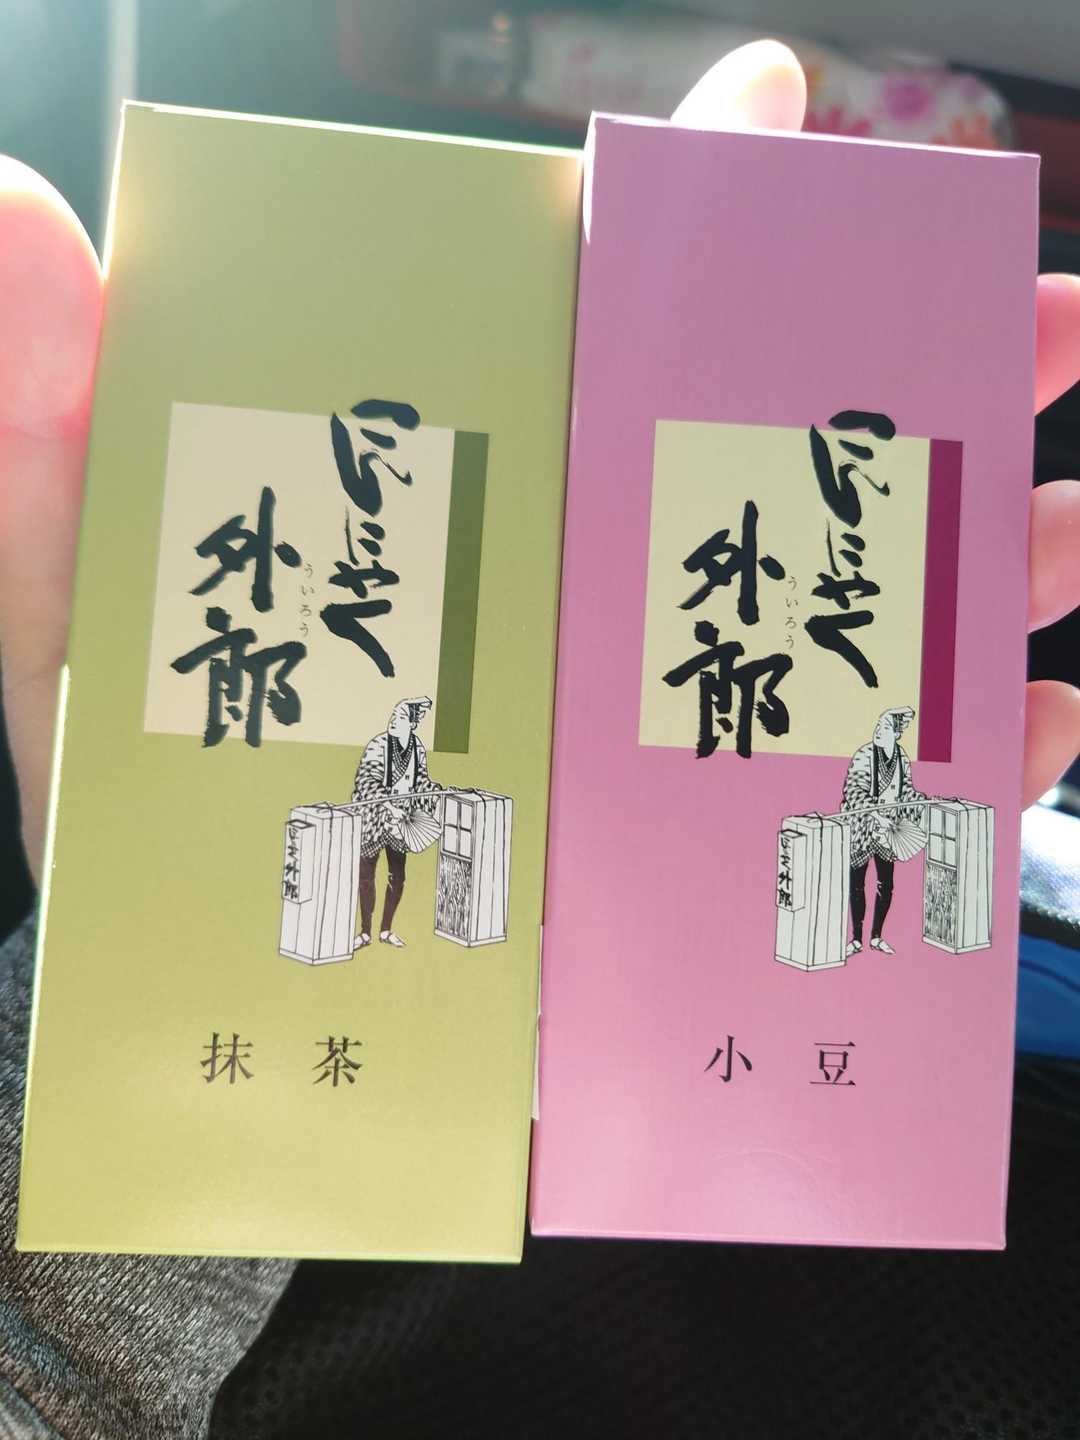 こんにゃく
外郎
ういろう
抹茶
こんにゃく
外郎
ういろう
小豆